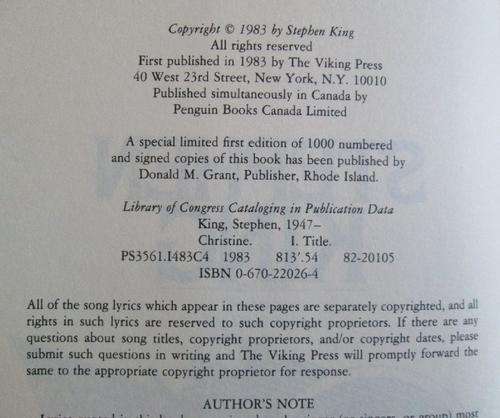 Copyright © 1983 by Stephen King
All rights reserved
First published in 1983 by The Viking Press
40 West 23rd Street, New York, N.Y. 10010
Published simultaneously in Canada by
Penguin Books Canada Limited
A special limited first edition of 1000 numbered
and signed copies of this book has been published by
Donald M. Grant, Publisher, Rhode Island.
Library of Congress Cataloging in Publication Data
King, Stephen, 1947–
Christine. I. Title.
PS3561.I483C4 1983 813'.54 82-20105
ISBN 0-670-22026-4
All of the song lyrics which appear in these pages are separately copyrighted, and all
rights in such lyrics are reserved to such copyright proprietors. If there are any
questions about song titles, copyright proprietors, and/or copyright dates, please
submit such questions in writing and The Viking Press will promptly forward the
same to the appropriate copyright proprietor for response.
AUTHOR'S NOTE